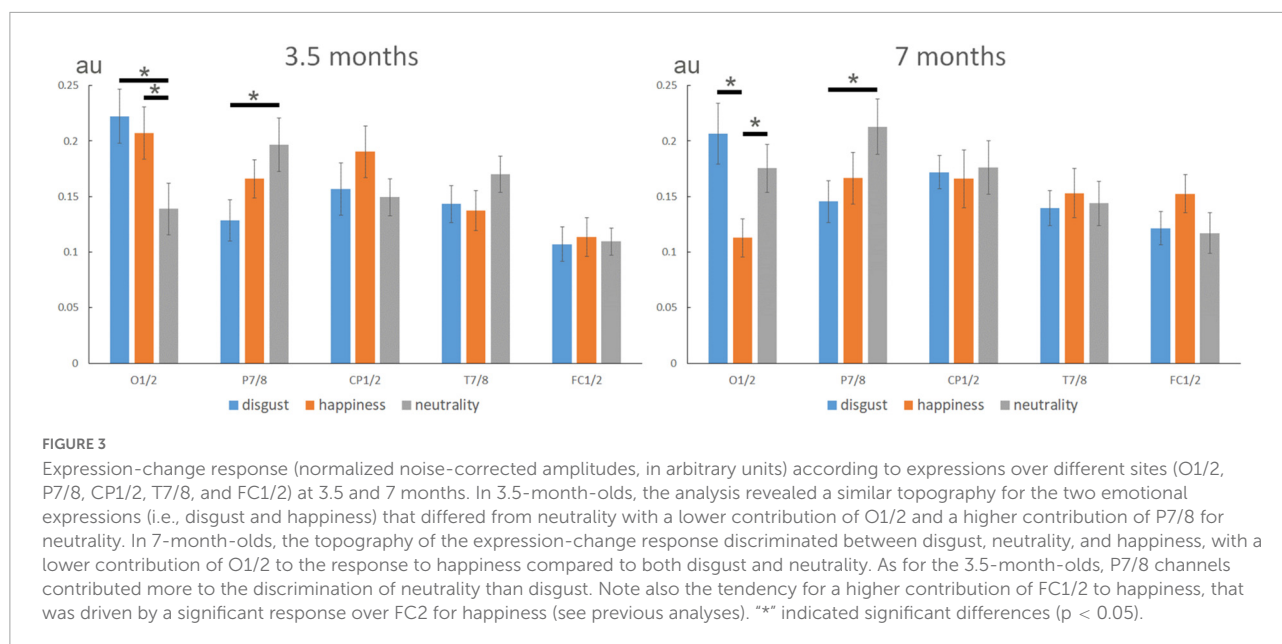 3.5 months
au
*
*
*
0.25
0.2
0.15
0.1
0.05
0
O1/2
P7/8
CP1/2
T7/8
FC1/2
disgust
happiness
neutrality
7 months
au
*
*
*
0.25
0.2
0.15
0.1
0.05
0
O1/2
P7/8
CP1/2
T7/8
FC1/2
disgust
happiness
neutrality
FIGURE 3
Expression-change response (normalized noise-corrected amplitudes, in arbitrary units) according to expressions over different sites (O1/2,
P7/8, CP1/2, T7/8, and FC1/2) at 3.5 and 7 months. In 3.5-month-olds, the analysis revealed a similar topography for the two emotional
expressions (i.e., disgust and happiness) that differed from neutrality with a lower contribution of O1/2 and a higher contribution of P7/8 for
neutrality. In 7-month-olds, the topography of the expression-change response discriminated between disgust, neutrality, and happiness, with a
lower contribution of O1/2 to the response to happiness compared to both disgust and neutrality. As for the 3.5-month-olds, P7/8 channels
contributed more to the discrimination of neutrality than disgust. Note also the tendency for a higher contribution of FC1/2 to happiness, that
was driven by a significant response over FC2 for happiness (see previous analyses). “*” indicated significant differences (p < 0.05).